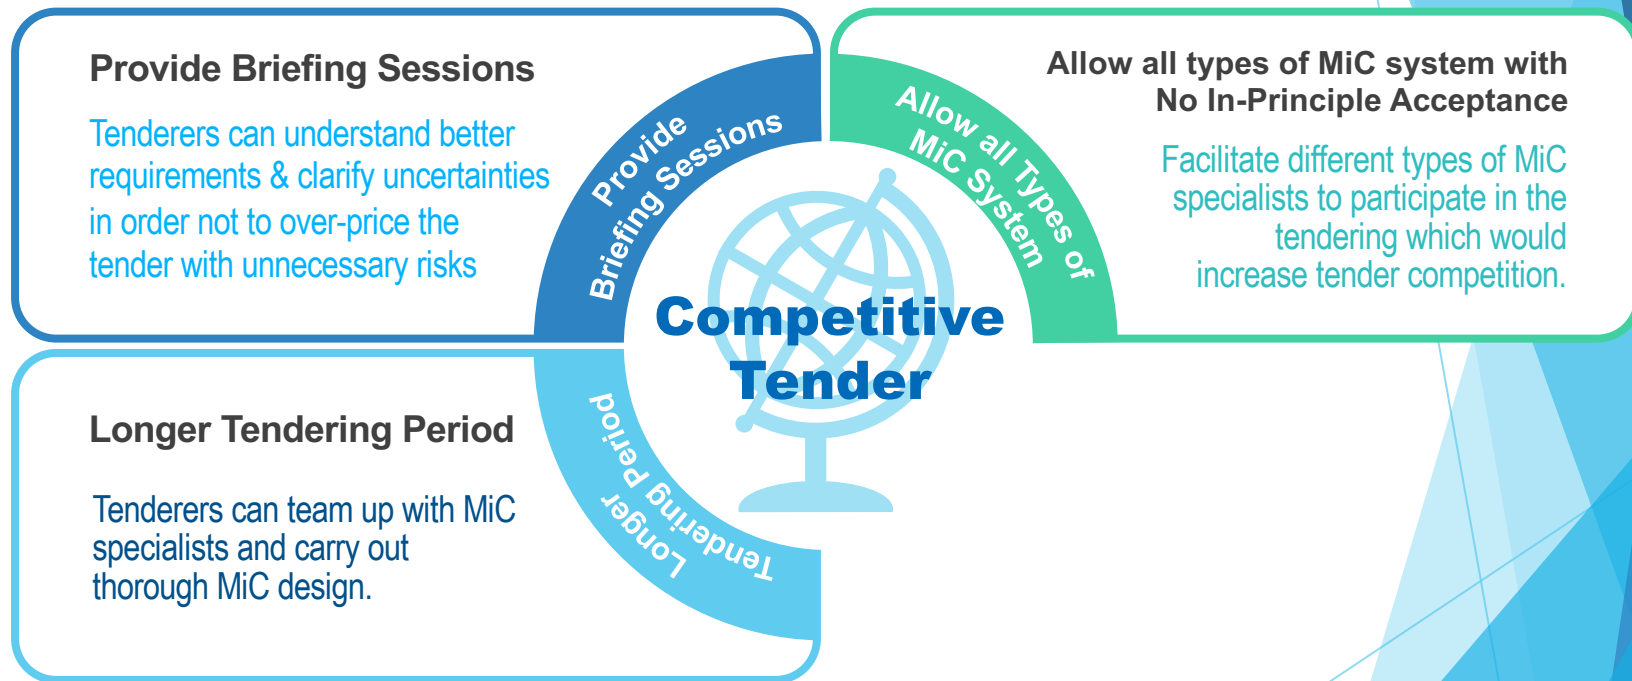 Provide Briefing Sessions
Tenderers can understand better
requirements & clarify uncertainties
in order not to over-price the
tender with unnecessary risks
Provide
Briefing Sessions
Allow all Types of
MiC System
Allow all types of MiC system with
No In-Principle Acceptance
Facilitate different types of MiC
specialists to participate in the
tendering which would
increase tender competition.
Competitive
Tender
Longer Tendering Period
Tenderers can team up with MiC
specialists and carry out
thorough MiC design.
Longer
Tendering Period